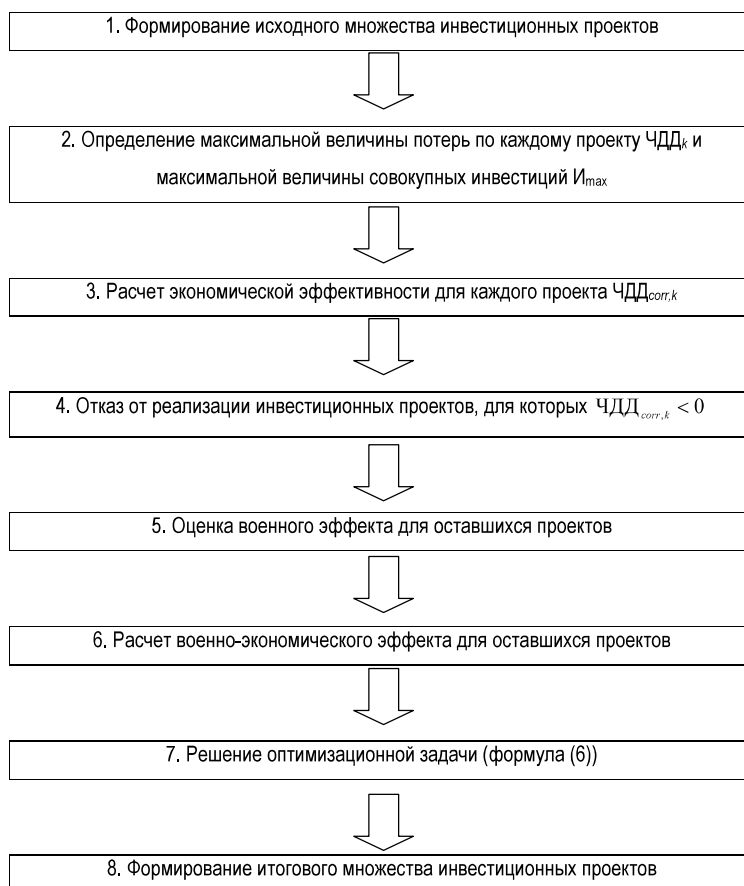 1. Формирование исходного множества инвестиционных проектов
2. Определение максимальной величины потерь по каждому проекту ЧДДk и
максимальной величины совокупных инвестиций Иmax
3. Расчет экономической эффективности для каждого проекта ЧДДcorr,k
4. Отказ от реализации инвестиционных проектов, для которых ЧДДcorr,k < 0
5. Оценка военного эффекта для оставшихся проектов
6. Расчет военно-экономического эффекта для оставшихся проектов
7. Решение оптимизационной задачи (формула (6))
8. Формирование итогового множества инвестиционных проектов